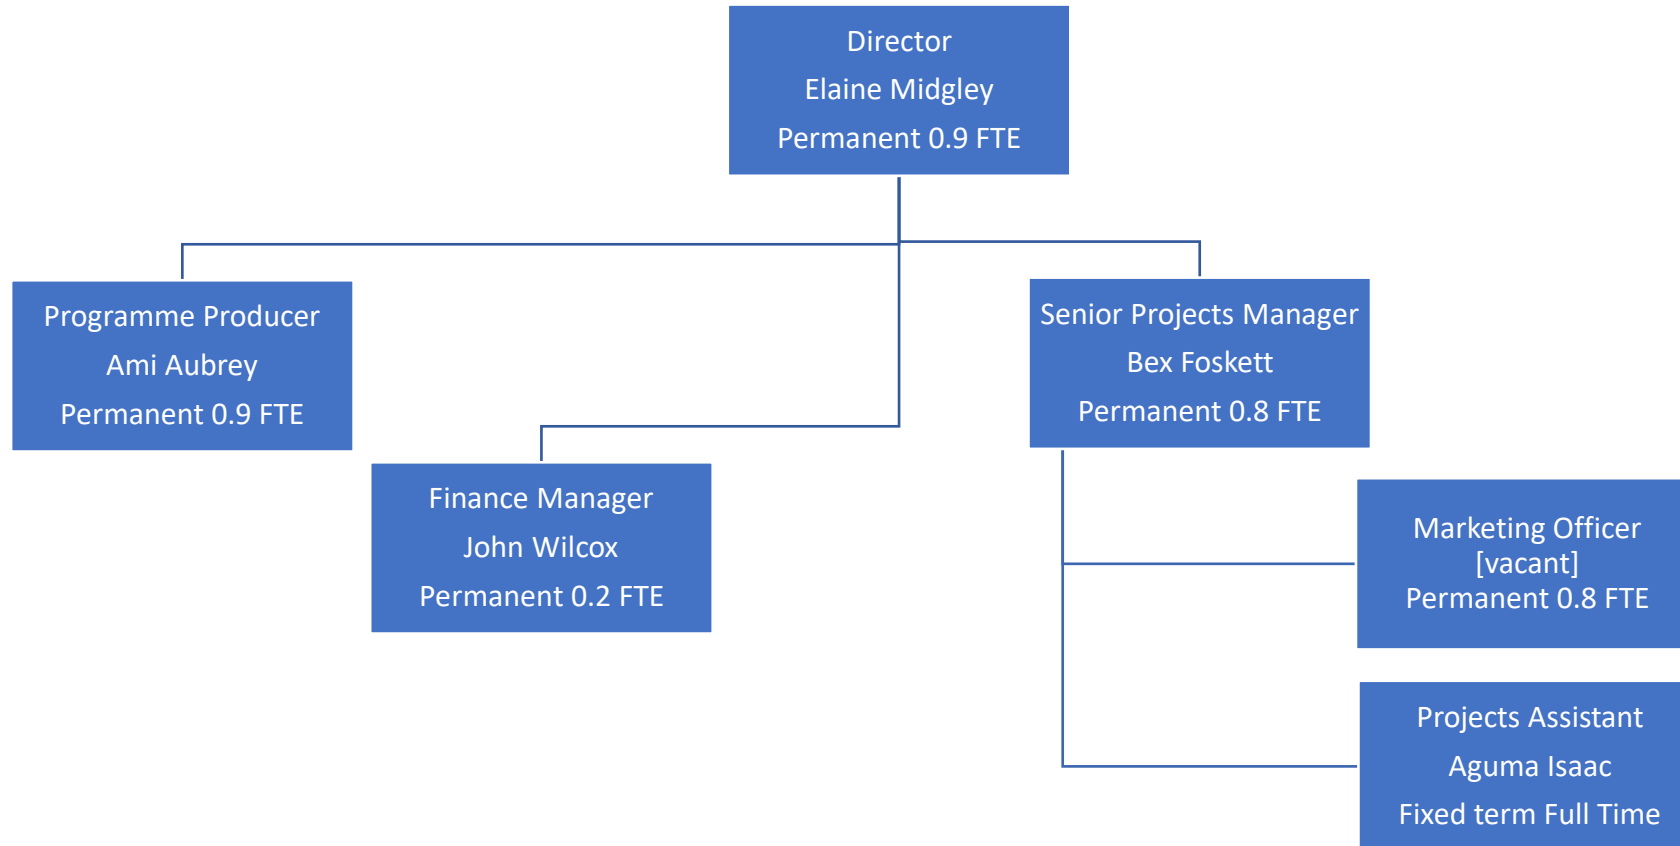 Director
Elaine Midgley
Permanent 0.9 FTE
Programme Producer
Ami Aubrey
Permanent 0.9 FTE
Finance Manager
John Wilcox
Permanent 0.2 FTE
Senior Projects Manager
Bex Foskett
Permanent 0.8 FTE
Marketing Officer
[vacant]
Permanent 0.8 FTE
Projects Assistant
Aguma Isaac
Fixed term Full Time